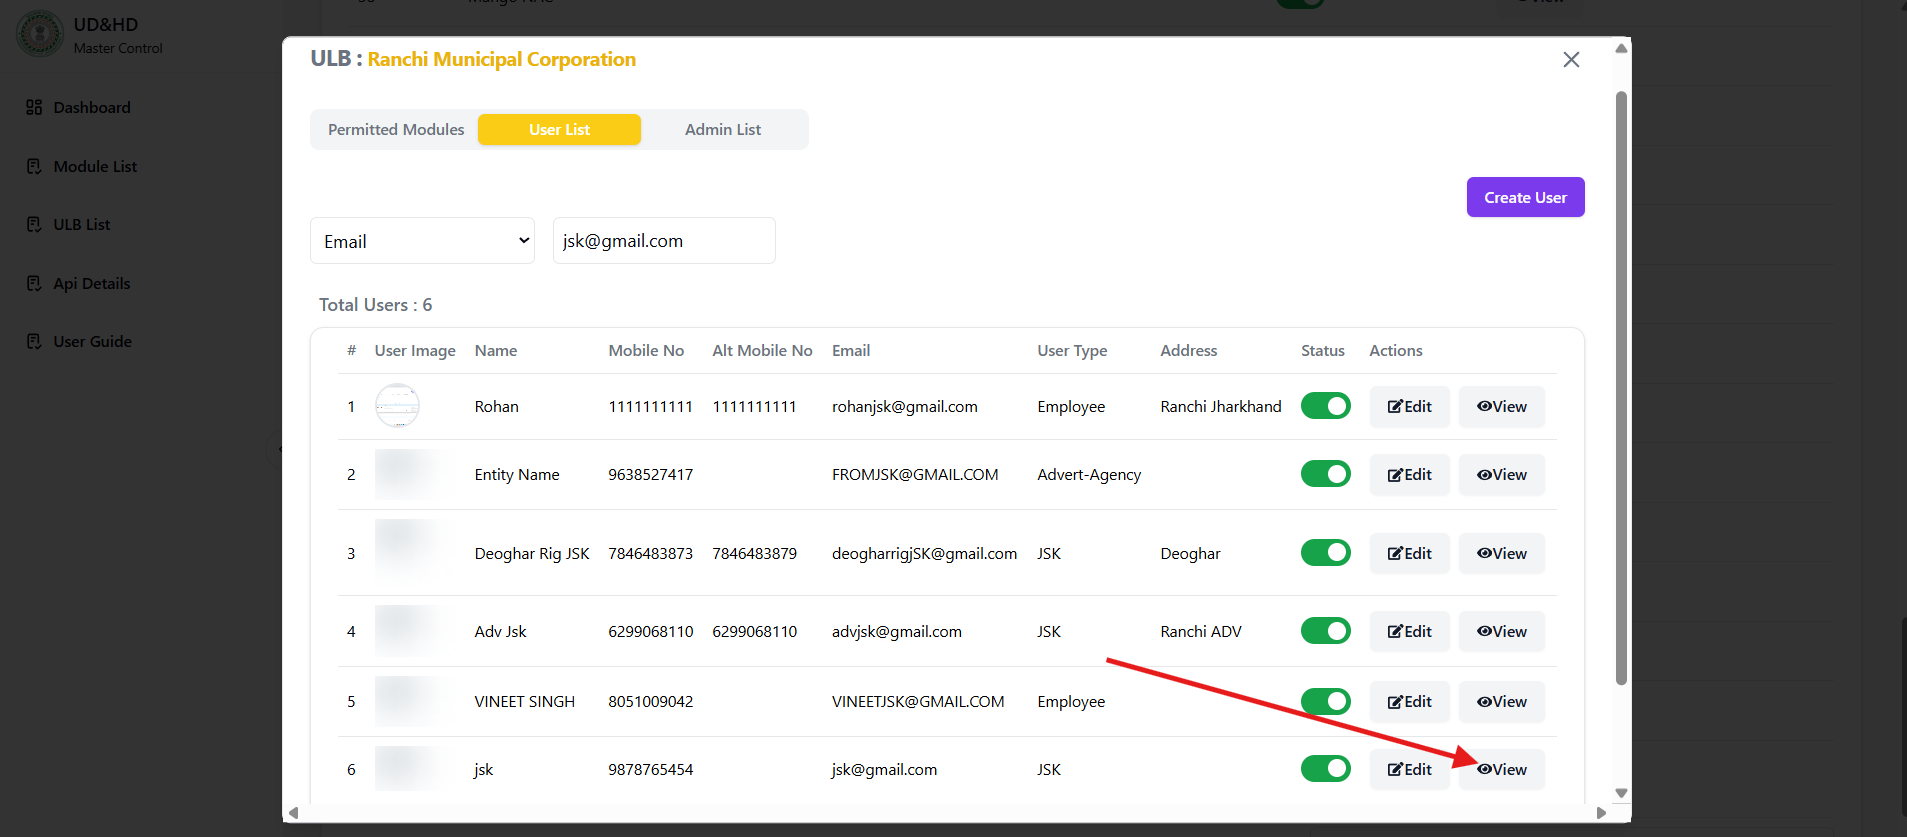 UD&HD
Master Control
Dashboard
Module List
ULB List
Api Details
User Guide
ULB : Ranchi Municipal Corporation
Permitted Modules User List Admin List
Create User
Email jsk@gmail.com
Total Users : 6
# User Image Name Mobile No Alt Mobile No Email User Type Address Status Actions
1 Rohan 1111111111 1111111111 rohanjsk@gmail.com Employee Ranchi Jharkhand Edit View
2 Entity Name 9638527417 FROMJSK@GMAIL.COM Advert-Agency Edit View
3 Deoghar Rig JSK 7846483873 7846483879 deogharrigjSK@gmail.com JSK Deoghar Edit View
4 Adv Jsk 6299068110 6299068110 advjsk@gmail.com JSK Ranchi ADV Edit View
5 VINEET SINGH 8051009042 VINEETJSK@GMAIL.COM Employee Edit View
6 jsk 9878765454 jsk@gmail.com JSK Edit View